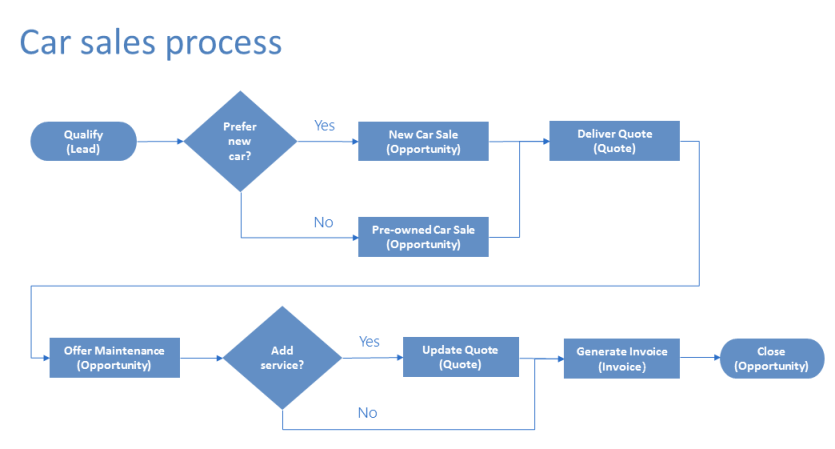 Car sales process
Qualify
(Lead)
Prefer
new
car?
Yes
New Car Sale
(Opportunity)
Deliver Quote
(Quote)
No
Pre-owned Car Sale
(Opportunity)
Offer Maintenance
(Opportunity)
Add
service?
Yes
Update Quote
(Quote)
Generate Invoice
(Invoice)
Close
(Opportunity)
No